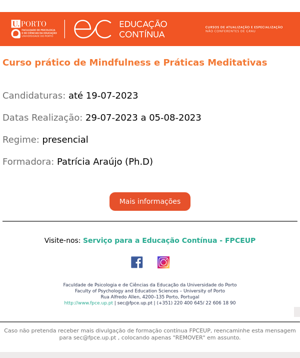 U.PORTO
FACULDADE DE PSICOLOGIA
E DE CIÊNCIAS DA EDUCAÇÃO
UNIVERSIDADE DO PORTO
EDUCAÇÃO
CONTÍNUA
CURSOS DE ATUALIZAÇÃO E ESPECIALIZAÇÃO
NÃO CONFERENTES DE GRAU
Curso prático de Mindfulness e Práticas Meditativas
Candidaturas: até 19-07-2023
Datas Realização: 29-07-2023 a 05-08-2023
Regime: presencial
Formadora: Patrícia Araújo (Ph.D)
Mais informações
Visite-nos: Serviço para a Educação Contínua - FPCEUP
Faculdade de Psicologia e da Ciências da Educação da Universidade do Porto
Faculty of Psychology and Education Sciences - University of Porto
Rua Alfredo Allen, 4200–135 Porto, Portugal
http://www.fpce.up.pt | sec@fpce.up.pt | (+351) 220 400 645/ 22 606 18 90
Caso não pretenda receber mais divulgação de formação contínua FPCEUP, reencaminhe esta mensagem
para sec@fpce.up.pt , colocando apenas "REMOVER" em assunto.